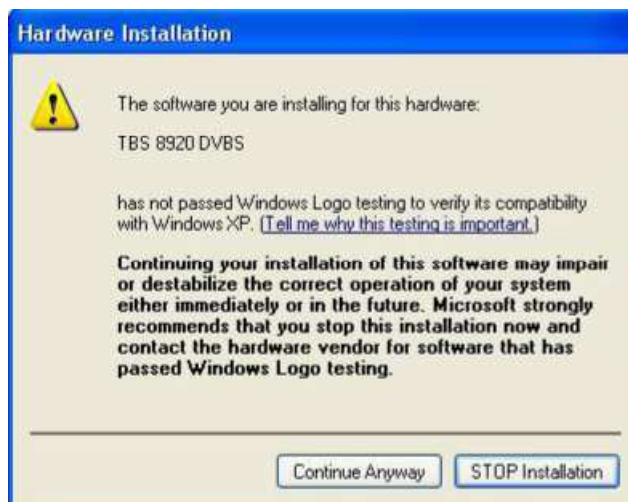 Hardware Installation
The software you are installing for this hardware:
TBS 8920 DVBS
has not passed Windows Logo testing to verify its compatibility
with Windows XP. (Tell me why this testing is important.)
Continuing your installation of this software may impair
or destabilize the correct operation of your system
either immediately or in the future. Microsoft strongly
recommends that you stop this installation now and
contact the hardware vendor for software that has
passed Windows Logo testing.
Continue Anyway
STOP Installation